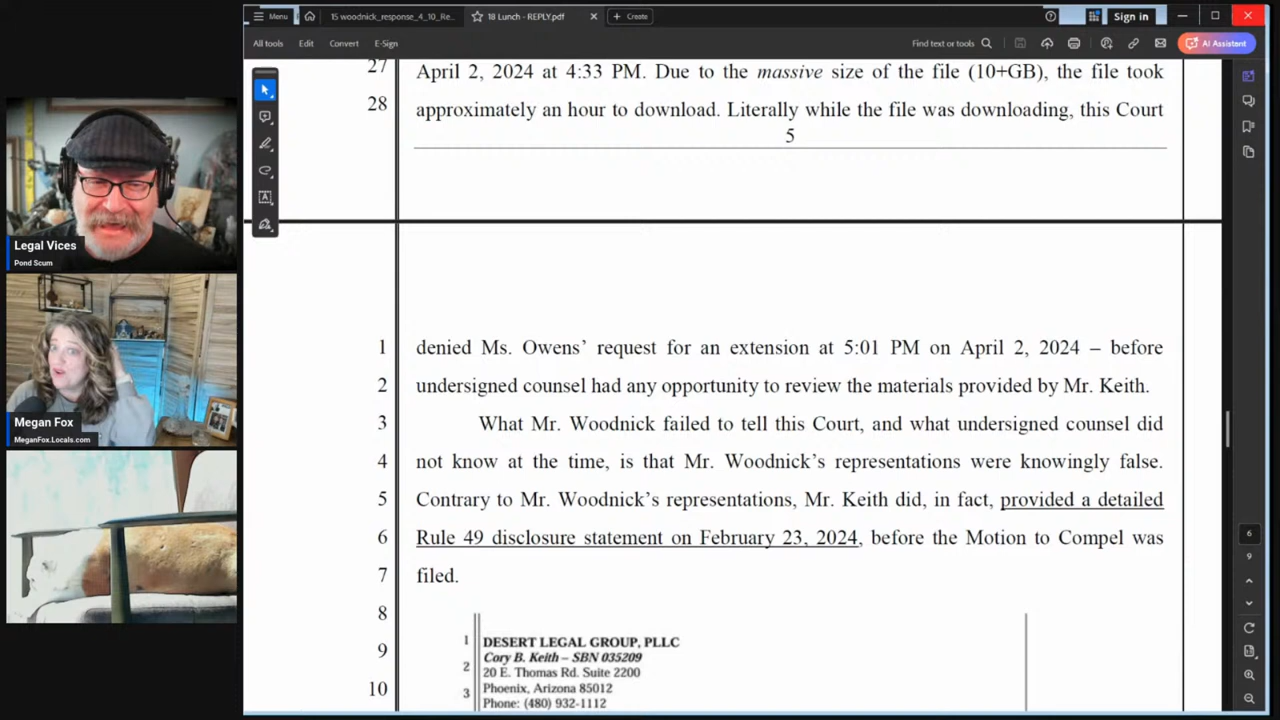 Menu
15 woodnick_response_4_10_Re...
18 Lunch - REPLY.pdf
Create
Sign in
All tools
Edit
Convert
E-Sign
Find text or tools
AI Assistant
27 April 2, 2024 at 4:33 PM. Due to the massive size of the file (10+GB), the file took
28 approximately an hour to download. Literally while the file was downloading, this Court
5
1 denied Ms. Owens’ request for an extension at 5:01 PM on April 2, 2024 – before
2 undersigned counsel had any opportunity to review the materials provided by Mr. Keith.
3 What Mr. Woodnick failed to tell this Court, and what undersigned counsel did
4 not know at the time, is that Mr. Woodnick’s representations were knowingly false.
5 Contrary to Mr. Woodnick’s representations, Mr. Keith did, in fact, provided a detailed
6 Rule 49 disclosure statement on February 23, 2024, before the Motion to Compel was
7 filed.
8
9
10
1 DESERT LEGAL GROUP, PLLC
Cory B. Keith – SBN 035209
2 20 E. Thomas Rd. Suite 2200
3 Phoenix, Arizona 85012
Phone: (480) 932-1112
6
9
Legal Vices
Pond Scum
Megan Fox
MeganFox.Locals.com